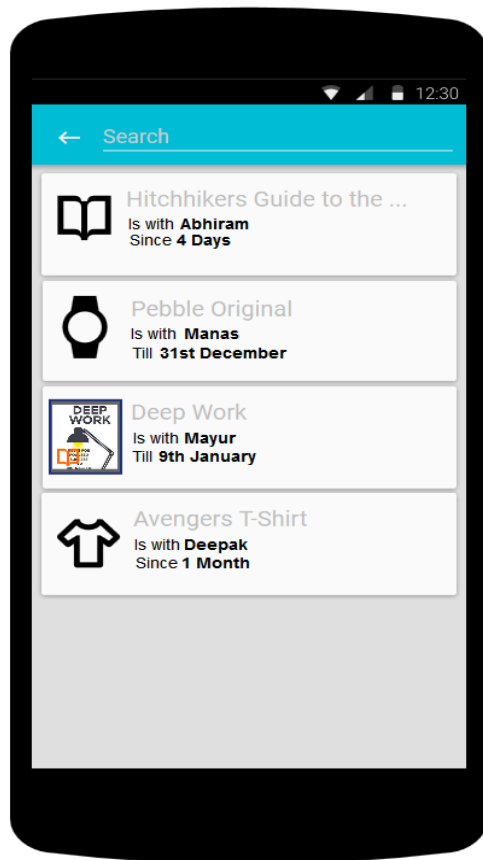 12:30
Search
Hitchhikers Guide to the ...
Is with Abhiram
Since 4 Days
Pebble Original
Is with Manas
Till 31st December
DEEP
WORK
Deep Work
Is with Mayur
Till 9th January
Avengers T-Shirt
Is with Deepak
Since 1 Month